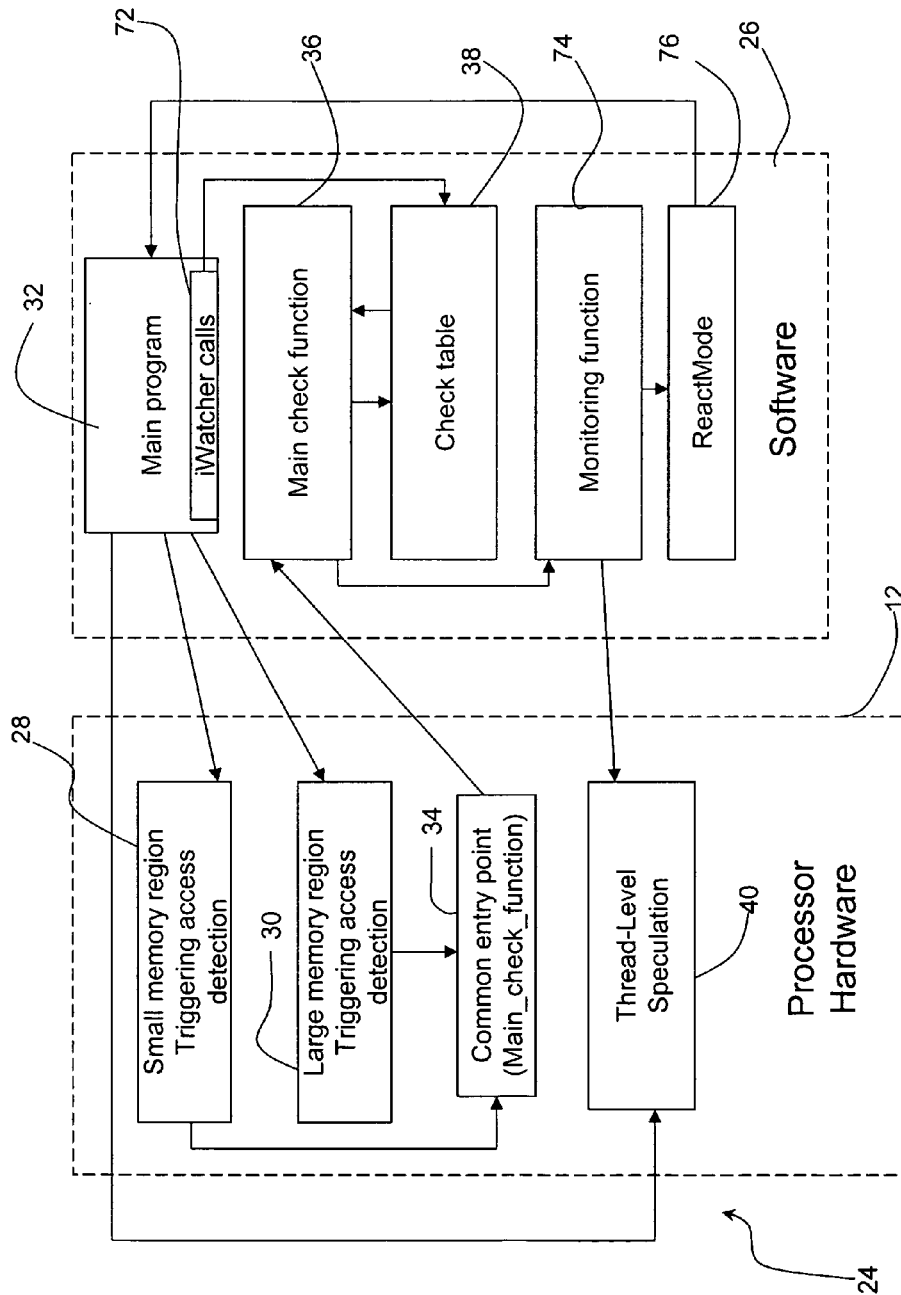 28
Small memory region
Triggering access
detection
30
Large memory region
Triggering access
detection
34
Common entry point
(Main_check_function)
Thread-Level
Speculation
40
Processor
Hardware
24
12
32
Main program
72
iWatcher calls
36
Main check function
38
Check table
74
Monitoring function
76
ReactMode
26
Software